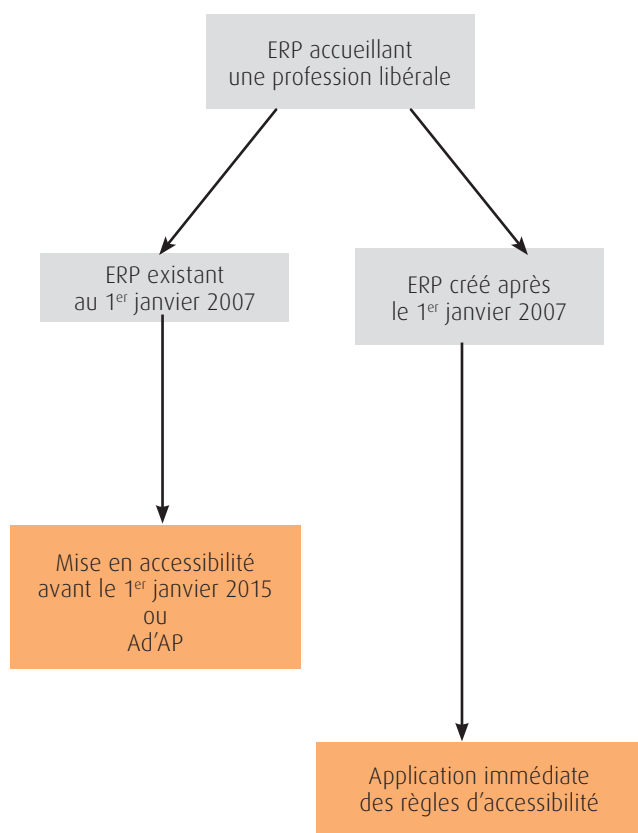 ERP accueillant
une profession libérale
ERP existant
au 1er janvier 2007
ERP créé après
le 1er janvier 2007
Mise en accessibilité
avant le 1er janvier 2015
ou
Ad’AP
Application immédiate
des règles d’accessibilité